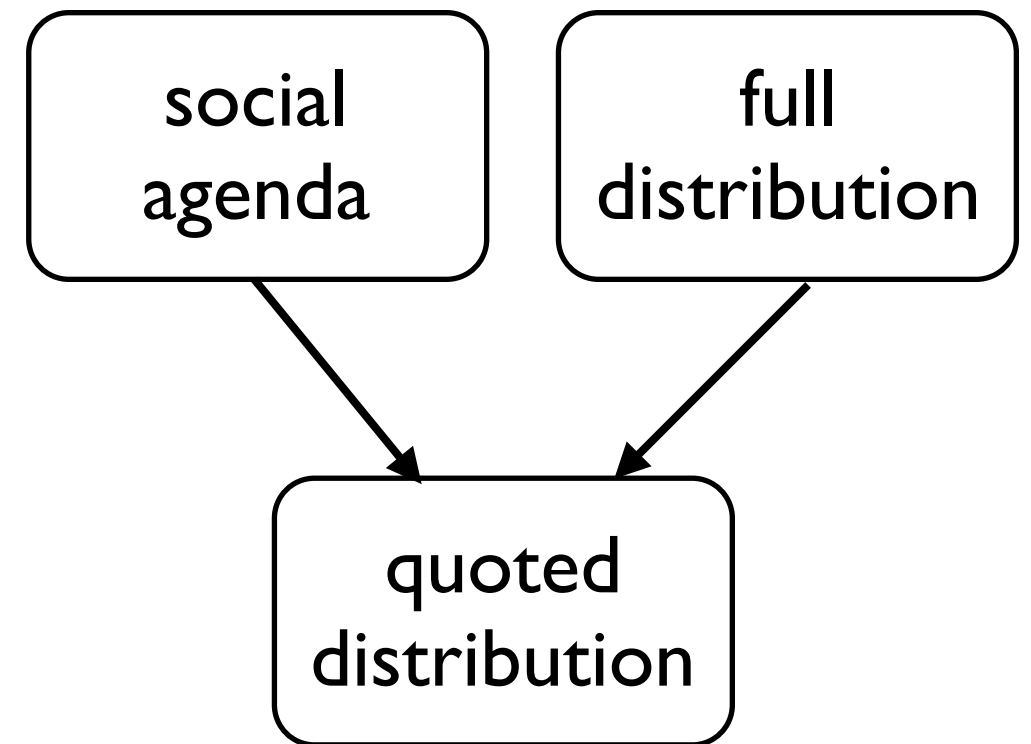 social
agenda
full
distribution
quoted
distribution